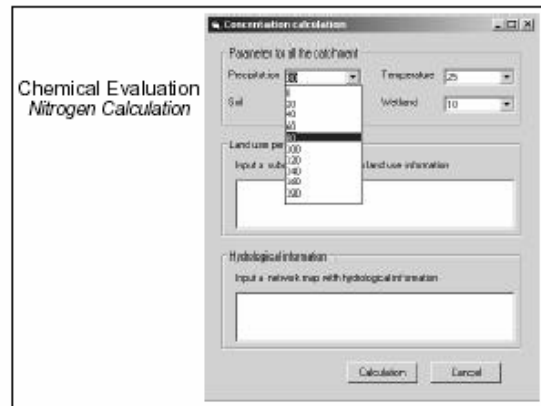 Concentration calculation
Chemical Evaluation
Nitrogen Calculation
Parameter for all the catchment
Precipitation 80
Temperature 25
Soil
Wetland 10
20
40
60
80
100
120
140
160
Land use
Input a land use information
Hydrological information
Input a network map with hydrological information
Calculation
Cancel